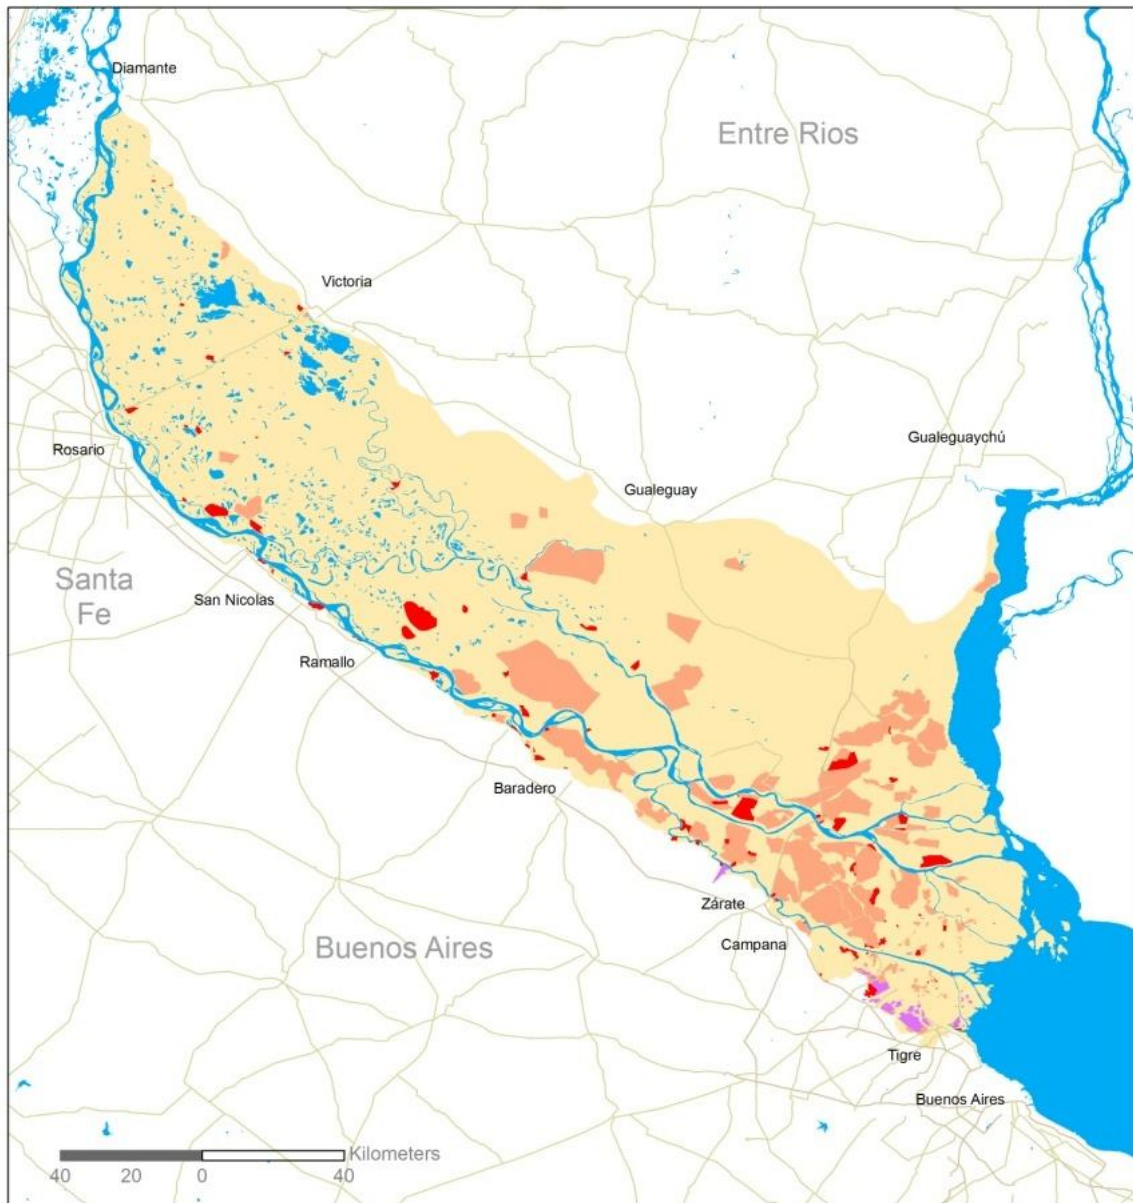 Diamante
Entre Rios
Victoria
Rosario
Gualeguaychú
Gualeguay
Santa
Fe
San Nicolas
Ramallo
Baradero
Zárate
Campana
Buenos Aires
Tigre
Buenos Aires
Kilometers
40 20 0 40